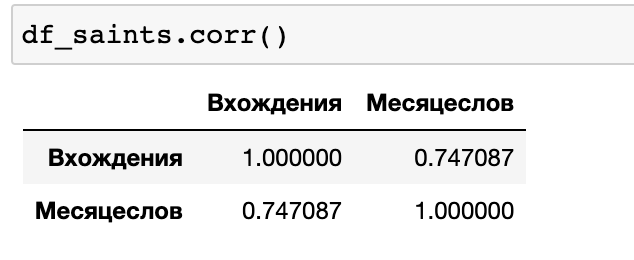 df_saints.corr()
Вхождения Месяцеслов
Вхождения 1.000000 0.747087
Месяцеслов 0.747087 1.000000